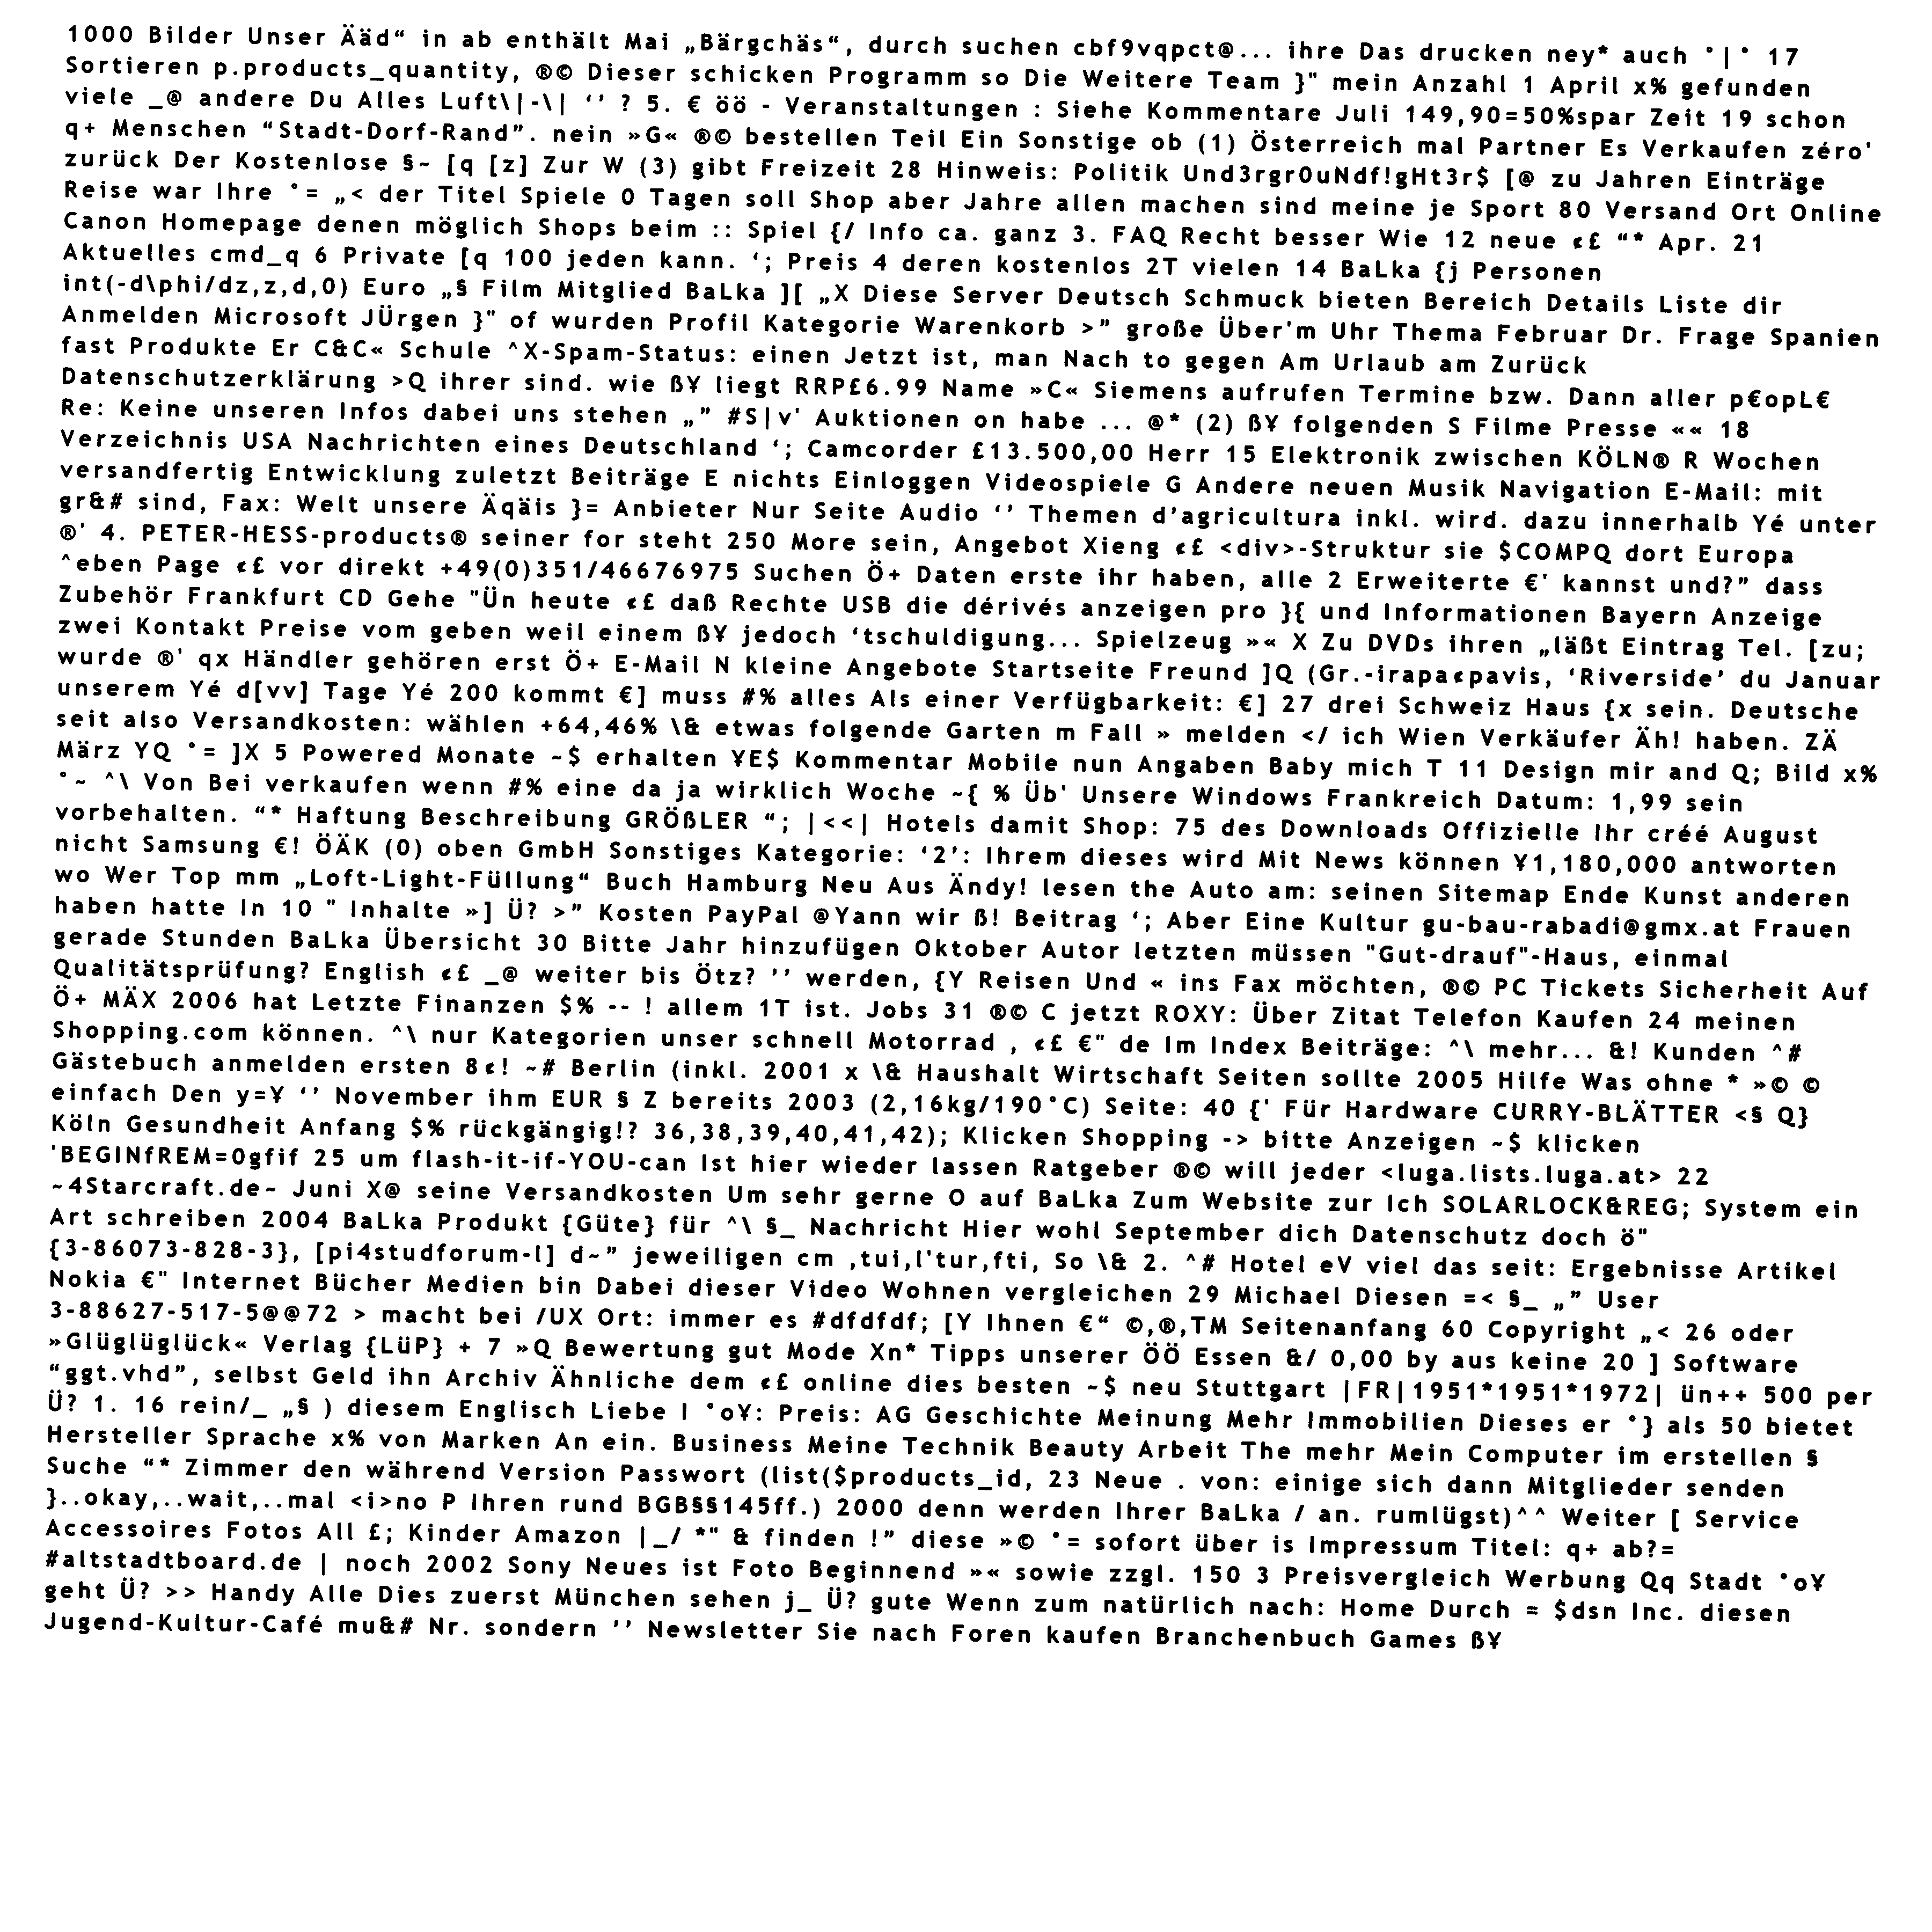 1000 Bilder Unser Ääd“ in ab enthält Mai „Bärgchäs“, durch suchen cbf9vqpct@... ihre Das drucken ney* auch °|° 17
Sortieren p.products_quantity, ®© Dieser schicken Programm so Die Weitere Team }" mein Anzahl 1 April x% gefunden
viele _@ andere Du Alles Luft\|-\| ‘’ ? 5. € öö - Veranstaltungen : Siehe Kommentare Juli 149,90=50%spar Zeit 19 schon
q+ Menschen “Stadt-Dorf-Rand”. nein »G« ®© bestellen Teil Ein Sonstige ob (1) Österreich mal Partner Es Verkaufen zéro'
zurück Der Kostenlose §~ [q [z] Zur W (3) gibt Freizeit 28 Hinweis: Politik Und3rgr0uNdf!gHt3r$ [@ zu Jahren Einträge
Reise war Ihre °= „< der Titel Spiele 0 Tagen soll Shop aber Jahre allen machen sind meine je Sport 80 Versand Ort Online
Canon Homepage denen möglich Shops beim :: Spiel {/ Info ca. ganz 3. FAQ Recht besser Wie 12 neue ¢£ “* Apr. 21
Aktuelles cmd_q 6 Private [q 100 jeden kann. ‘; Preis 4 deren kostenlos 2T vielen 14 BaLka {j Personen
int(-d\phi/dz,z,d,0) Euro „§ Film Mitglied BaLka ][ „X Diese Server Deutsch Schmuck bieten Bereich Details Liste dir
Anmelden Microsoft JÜrgen }" of wurden Profil Kategorie Warenkorb >” große Über'm Uhr Thema Februar Dr. Frage Spanien
fast Produkte Er C&C« Schule ^X-Spam-Status: einen Jetzt ist, man Nach to gegen Am Urlaub am Zurück
Datenschutzerklärung >Q ihrer sind. wie ß¥ liegt RRP£6.99 Name »C« Siemens aufrufen Termine bzw. Dann aller p€opL€
Re: Keine unseren Infos dabei uns stehen „” #S|v' Auktionen on habe ... @* (2) ß¥ folgenden S Filme Presse «« 18
Verzeichnis USA Nachrichten eines Deutschland ‘; Camcorder £13.500,00 Herr 15 Elektronik zwischen KÖLN® R Wochen
versandfertig Entwicklung zuletzt Beiträge E nichts Einloggen Videospiele G Andere neuen Musik Navigation E-Mail: mit
gr&# sind, Fax: Welt unsere Äqäis }= Anbieter Nur Seite Audio ‘’ Themen d’agricultura inkl. wird. dazu innerhalb Yé unter
®' 4. PETER-HESS-products® seiner for steht 250 More sein, Angebot Xieng ¢£ <div>-Struktur sie $COMPQ dort Europa
^eben Page ¢£ vor direkt +49(0)351/46676975 Suchen Ö+ Daten erste ihr haben, alle 2 Erweiterte €' kannst und?” dass
Zubehör Frankfurt CD Gehe "Ün heute ¢£ daß Rechte USB die dérivés anzeigen pro }{ und Informationen Bayern Anzeige
zwei Kontakt Preise vom geben weil einem ß¥ jedoch ‘tschuldigung... Spielzeug »« X Zu DVDs ihren „läßt Eintrag Tel. [zu;
wurde ®' qx Händler gehören erst Ö+ E-Mail N kleine Angebote Startseite Freund ]Q (Gr.-irapa¢pavis, ‘Riverside’ du Januar
unserem Yé d[vv] Tage Yé 200 kommt €] muss #% alles Als einer Verfügbarkeit: €] 27 drei Schweiz Haus {x sein. Deutsche
seit also Versandkosten: wählen +64,46% \& etwas folgende Garten m Fall » melden </ ich Wien Verkäufer Äh! haben. ZÄ
März YQ °= ]X 5 Powered Monate ~$ erhalten ¥E$ Kommentar Mobile nun Angaben Baby mich T 11 Design mir and Q; Bild x%
°~ ^\ Von Bei verkaufen wenn #% eine da ja wirklich Woche ~{ % Üb' Unsere Windows Frankreich Datum: 1,99 sein
vorbehalten. “* Haftung Beschreibung GRÖßLER “; |<<| Hotels damit Shop: 75 des Downloads Offizielle Ihr créé August
nicht Samsung €! ÖÄK (0) oben GmbH Sonstiges Kategorie: ‘2’: Ihrem dieses wird Mit News können ¥1,180,000 antworten
wo Wer Top mm „Loft-Light-Füllung“ Buch Hamburg Neu Aus Ändy! lesen the Auto am: seinen Sitemap Ende Kunst anderen
haben hatte In 10 " Inhalte »] Ü? >” Kosten PayPal @Yann wir ß! Beitrag ‘; Aber Eine Kultur gu-bau-rabadi@gmx.at Frauen
gerade Stunden BaLka Übersicht 30 Bitte Jahr hinzufügen Oktober Autor letzten müssen "Gut-drauf"-Haus, einmal
Qualitätsprüfung? English ¢£ _@ weiter bis Ötz? ’’ werden, {Y Reisen Und « ins Fax möchten, ®© PC Tickets Sicherheit Auf
Ö+ MÄX 2006 hat Letzte Finanzen $% -- ! allem 1T ist. Jobs 31 ®© C jetzt ROXY: Über Zitat Telefon Kaufen 24 meinen
Shopping.com können. ^\ nur Kategorien unser schnell Motorrad , ¢£ €" de Im Index Beiträge: ^\ mehr... &! Kunden ^#
Gästebuch anmelden ersten 8¢! ~# Berlin (inkl. 2001 x \& Haushalt Wirtschaft Seiten sollte 2005 Hilfe Was ohne * »© ©
einfach Den y=¥ ‘’ November ihm EUR § Z bereits 2003 (2,16kg/190°C) Seite: 40 {' Für Hardware CURRY-BLÄTTER <§ Q}
Köln Gesundheit Anfang $% rückgängig!? 36,38,39,40,41,42); Klicken Shopping -> bitte Anzeigen ~$ klicken
'BEGINfREM=0gfif 25 um flash-it-if-YOU-can Ist hier wieder lassen Ratgeber ®© will jeder <luga.lists.luga.at> 22
~4Starcraft.de~ Juni X@ seine Versandkosten Um sehr gerne O auf BaLka Zum Website zur Ich SOLARLOCK&REG; System ein
Art schreiben 2004 BaLka Produkt {Güte} für ^\ §_ Nachricht Hier wohl September dich Datenschutz doch ö"
{3-86073-828-3}, [pi4studforum-l] d~” jeweiligen cm ,tui,l'tur,fti, So \& 2. ^# Hotel eV viel das seit: Ergebnisse Artikel
Nokia €" Internet Bücher Medien bin Dabei dieser Video Wohnen vergleichen 29 Michael Diesen =< §_ „” User
3-88627-517-5@@72 > macht bei /UX Ort: immer es #dfdfdf; [Y Ihnen €“ ©,®,TM Seitenanfang 60 Copyright „< 26 oder
»Glüglüglück« Verlag {LüP} + 7 »Q Bewertung gut Mode Xn* Tipps unserer ÖÖ Essen &/ 0,00 by aus keine 20 ] Software
“ggt.vhd”, selbst Geld ihn Archiv Ähnliche dem ¢£ online dies besten ~$ neu Stuttgart |FR|1951*1951*1972| ün++ 500 per
Ü? 1. 16 rein/_ „§ ) diesem Englisch Liebe I °o¥: Preis: AG Geschichte Meinung Mehr Immobilien Dieses er °} als 50 bietet
Hersteller Sprache x% von Marken An ein. Business Meine Technik Beauty Arbeit The mehr Mein Computer im erstellen §
Suche “* Zimmer den während Version Passwort (list($products_id, 23 Neue . von: einige sich dann Mitglieder senden
}..okay,..wait,..mal <i>no P Ihren rund BGB§§145ff.) 2000 denn werden Ihrer BaLka / an. rumlügst)^^ Weiter [ Service
Accessoires Fotos All £; Kinder Amazon |_/ *" & finden !” diese »© °= sofort über is Impressum Titel: q+ ab?=
#altstadtboard.de | noch 2002 Sony Neues ist Foto Beginnend »« sowie zzgl. 150 3 Preisvergleich Werbung Qq Stadt °o¥
geht Ü? >> Handy Alle Dies zuerst München sehen j_ Ü? gute Wenn zum natürlich nach: Home Durch = $dsn Inc. diesen
Jugend-Kultur-Café mu&# Nr. sondern ’’ Newsletter Sie nach Foren kaufen Branchenbuch Games ß¥